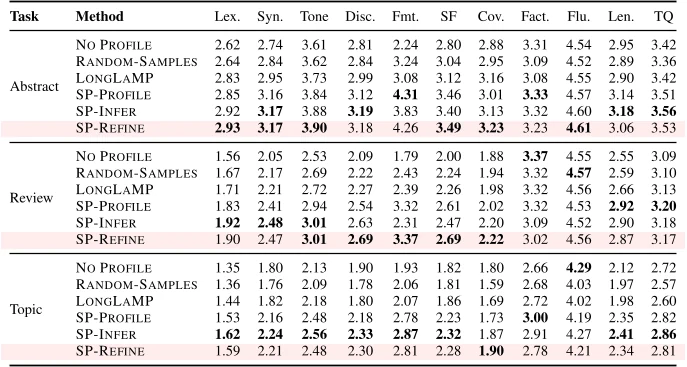 Task Method Lex. Syn. Tone Disc. Fmt. SF Cov. Fact. Flu. Len. TQ
Abstract
NO PROFILE 2.62 2.74 3.61 2.81 2.24 2.80 2.88 3.31 4.54 2.95 3.42
RANDOM-SAMPLES 2.64 2.84 3.62 2.84 3.24 3.04 2.95 3.09 4.52 2.89 3.36
LONGLAMP 2.83 2.95 3.73 2.99 3.08 3.12 3.16 3.08 4.55 2.90 3.42
SP-PROFILE 2.85 3.16 3.84 3.12 4.31 3.46 3.01 3.33 4.57 3.14 3.51
SP-INFER 2.92 3.17 3.88 3.19 3.83 3.40 3.13 3.32 4.60 3.18 3.56
SP-REFINE 2.93 3.17 3.90 3.18 4.26 3.49 3.23 3.23 4.61 3.06 3.53
Review
NO PROFILE 1.56 2.05 2.53 2.09 1.79 2.00 1.88 3.37 4.55 2.55 3.09
RANDOM-SAMPLES 1.67 2.17 2.69 2.22 2.43 2.24 1.94 3.32 4.57 2.59 3.10
LONGLAMP 1.71 2.21 2.72 2.27 2.39 2.26 1.98 3.32 4.56 2.66 3.13
SP-PROFILE 1.83 2.41 2.94 2.54 3.32 2.61 2.02 3.32 4.53 2.92 3.20
SP-INFER 1.92 2.48 3.01 2.63 2.31 2.47 2.20 3.09 4.52 2.90 3.18
SP-REFINE 1.90 2.47 3.01 2.69 3.37 2.69 2.22 3.02 4.56 2.87 3.17
Topic
NO PROFILE 1.35 1.80 2.13 1.90 1.93 1.82 1.80 2.66 4.29 2.12 2.72
RANDOM-SAMPLES 1.36 1.76 2.09 1.78 2.06 1.81 1.59 2.68 4.03 1.97 2.57
LONGLAMP 1.44 1.82 2.18 1.80 2.07 1.86 1.69 2.72 4.02 1.98 2.60
SP-PROFILE 1.53 2.16 2.48 2.18 2.78 2.23 1.73 3.00 4.19 2.35 2.82
SP-INFER 1.62 2.24 2.56 2.33 2.87 2.32 1.87 2.91 4.27 2.41 2.86
SP-REFINE 1.59 2.21 2.48 2.30 2.81 2.28 1.90 2.78 4.21 2.34 2.81